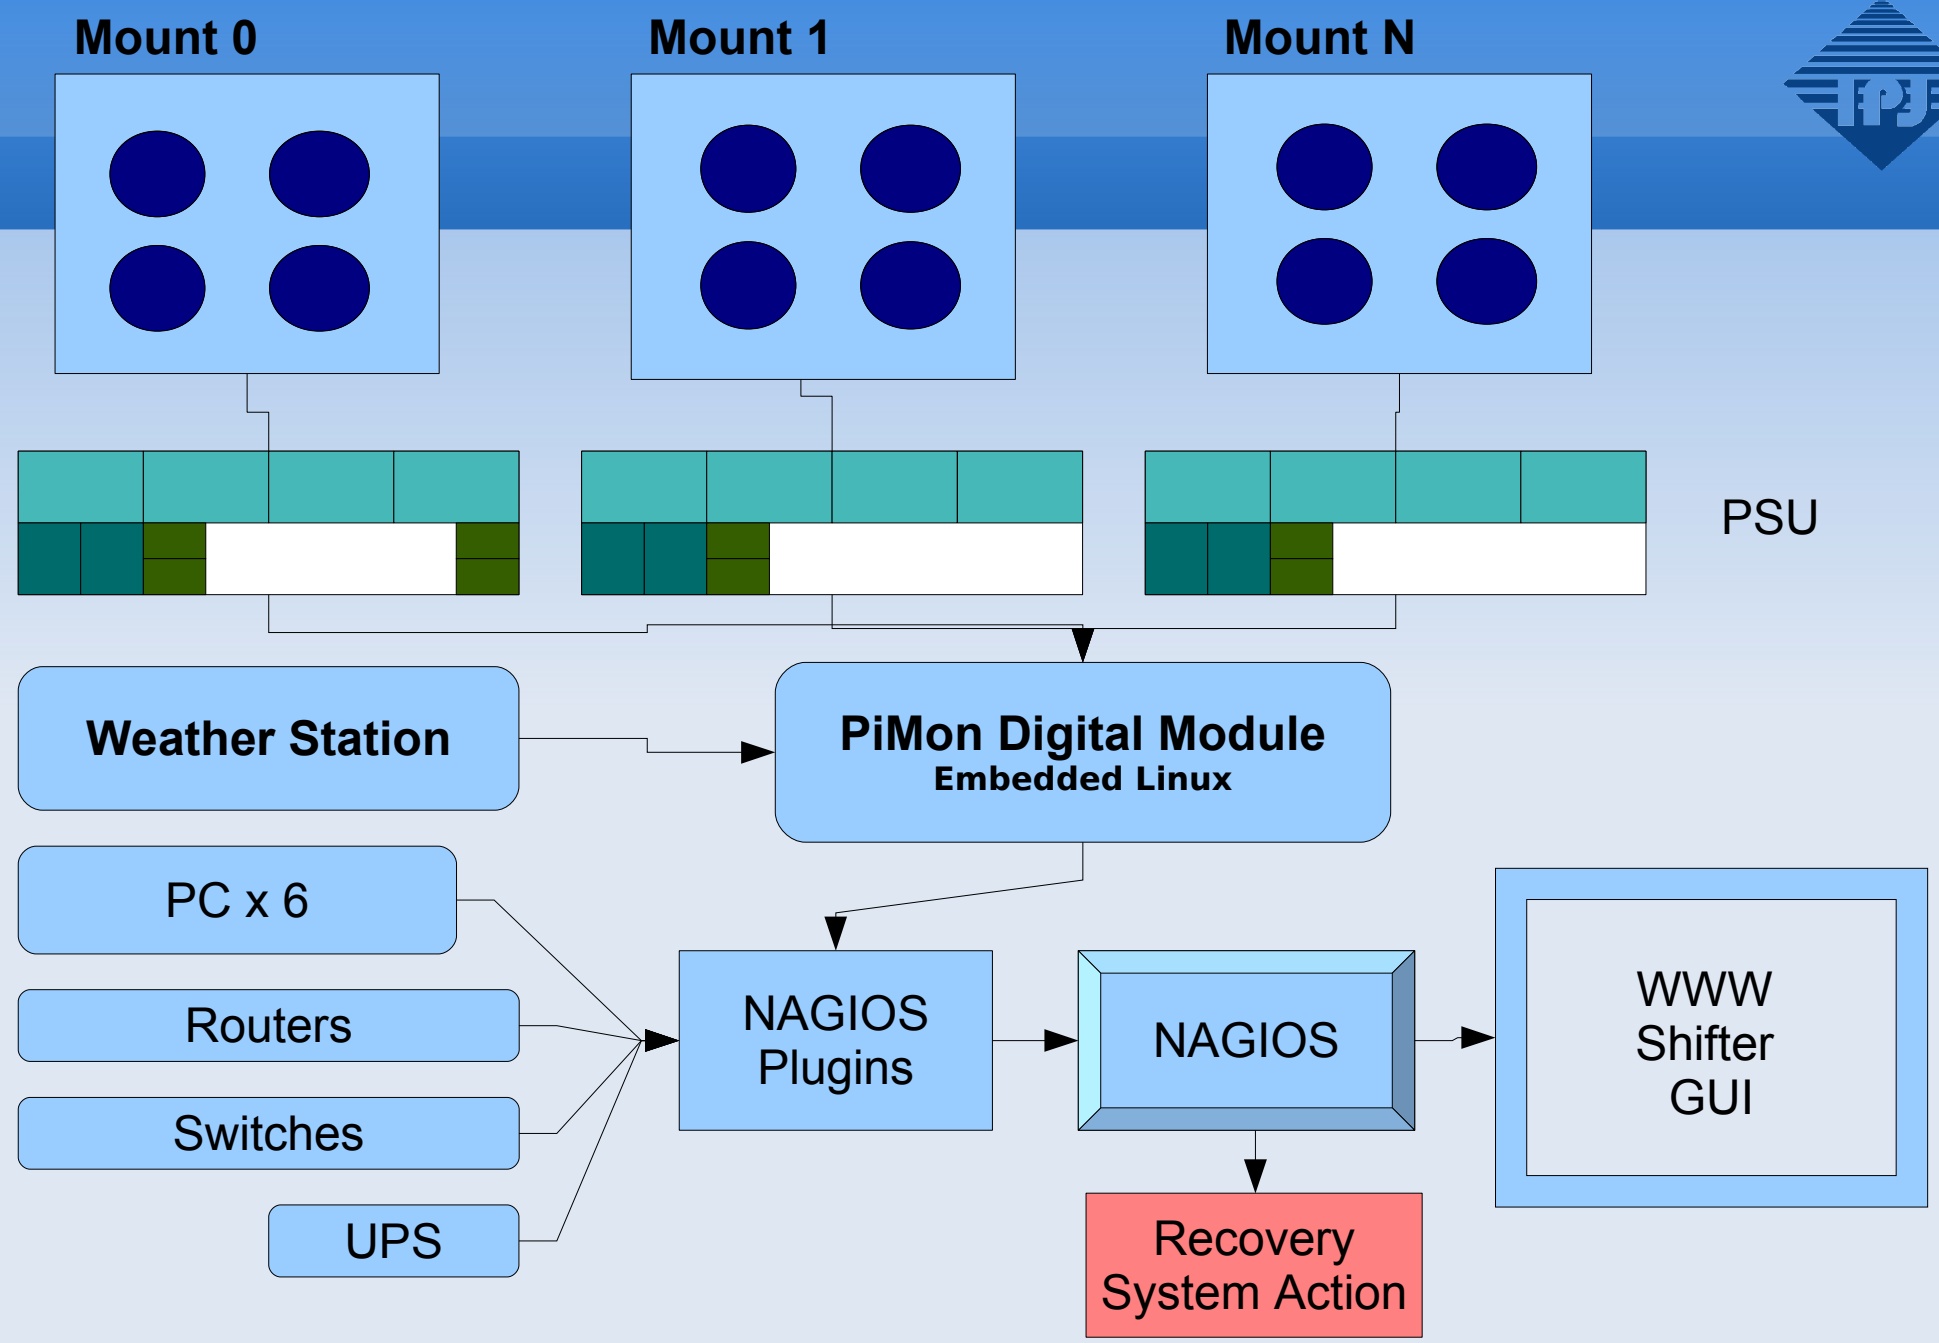 Mount 0
Mount 1
Mount N
IPJ
PSU
Weather Station
PiMon Digital Module
Embedded Linux
PC x 6
Routers
Switches
UPS
NAGIOS
Plugins
NAGIOS
WWW
Shifter
GUI
Recovery
System Action